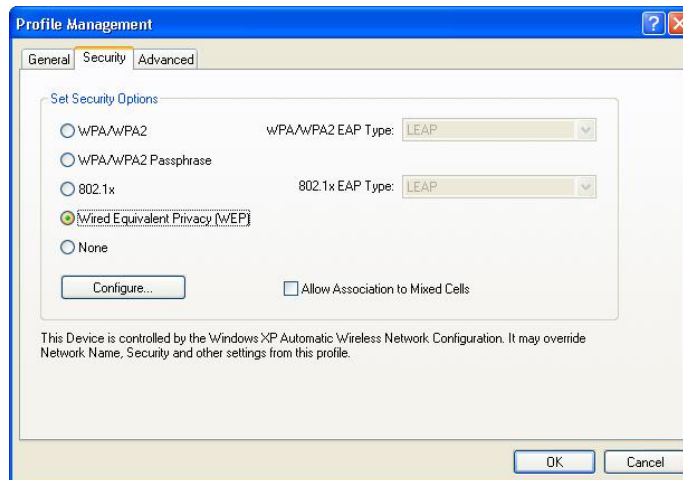 Profile Management
General Security Advanced
Set Security Options
WPA/WPA2 WPA/WPA2 EAP Type: LEAP
WPA/WPA2 Passphrase
802.1x 802.1x EAP Type: LEAP
Wired Equivalent Privacy (WEP)
None
Configure... Allow Association to Mixed Cells
This Device is controlled by the Windows XP Automatic Wireless Network Configuration. It may override
Network Name, Security and other settings from this profile.
OK Cancel